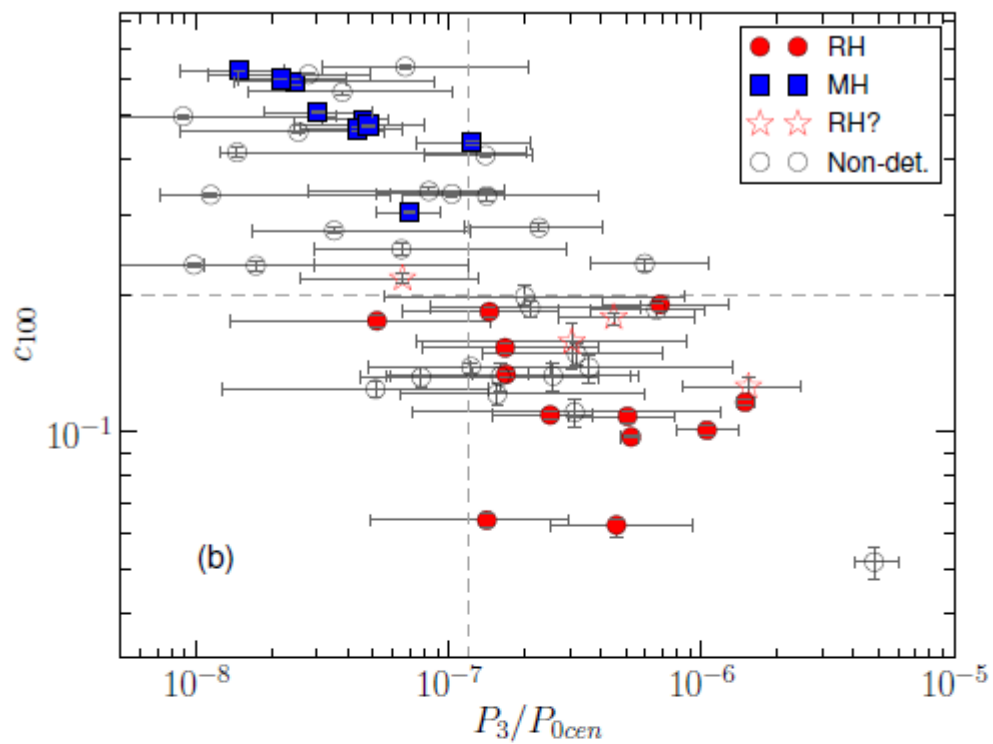 RH
MH
RH?
Non-det.
c₁₀₀
10⁻¹
(b)
10⁻⁸ 10⁻⁷ 10⁻⁶ 10⁻⁵
P₃/P₀cen